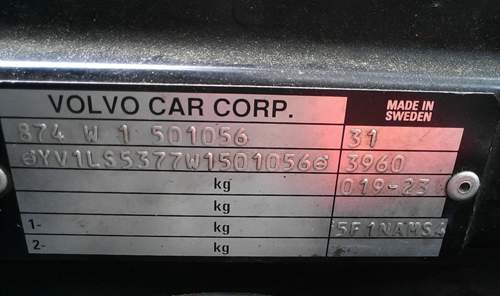 VOLVO CAR CORP. MADE IN SWEDEN
874 W 1 501056 31
YV1LS5377W1501056 3960
kg 019-23
kg
1- kg 5F1NAMS
2- kg